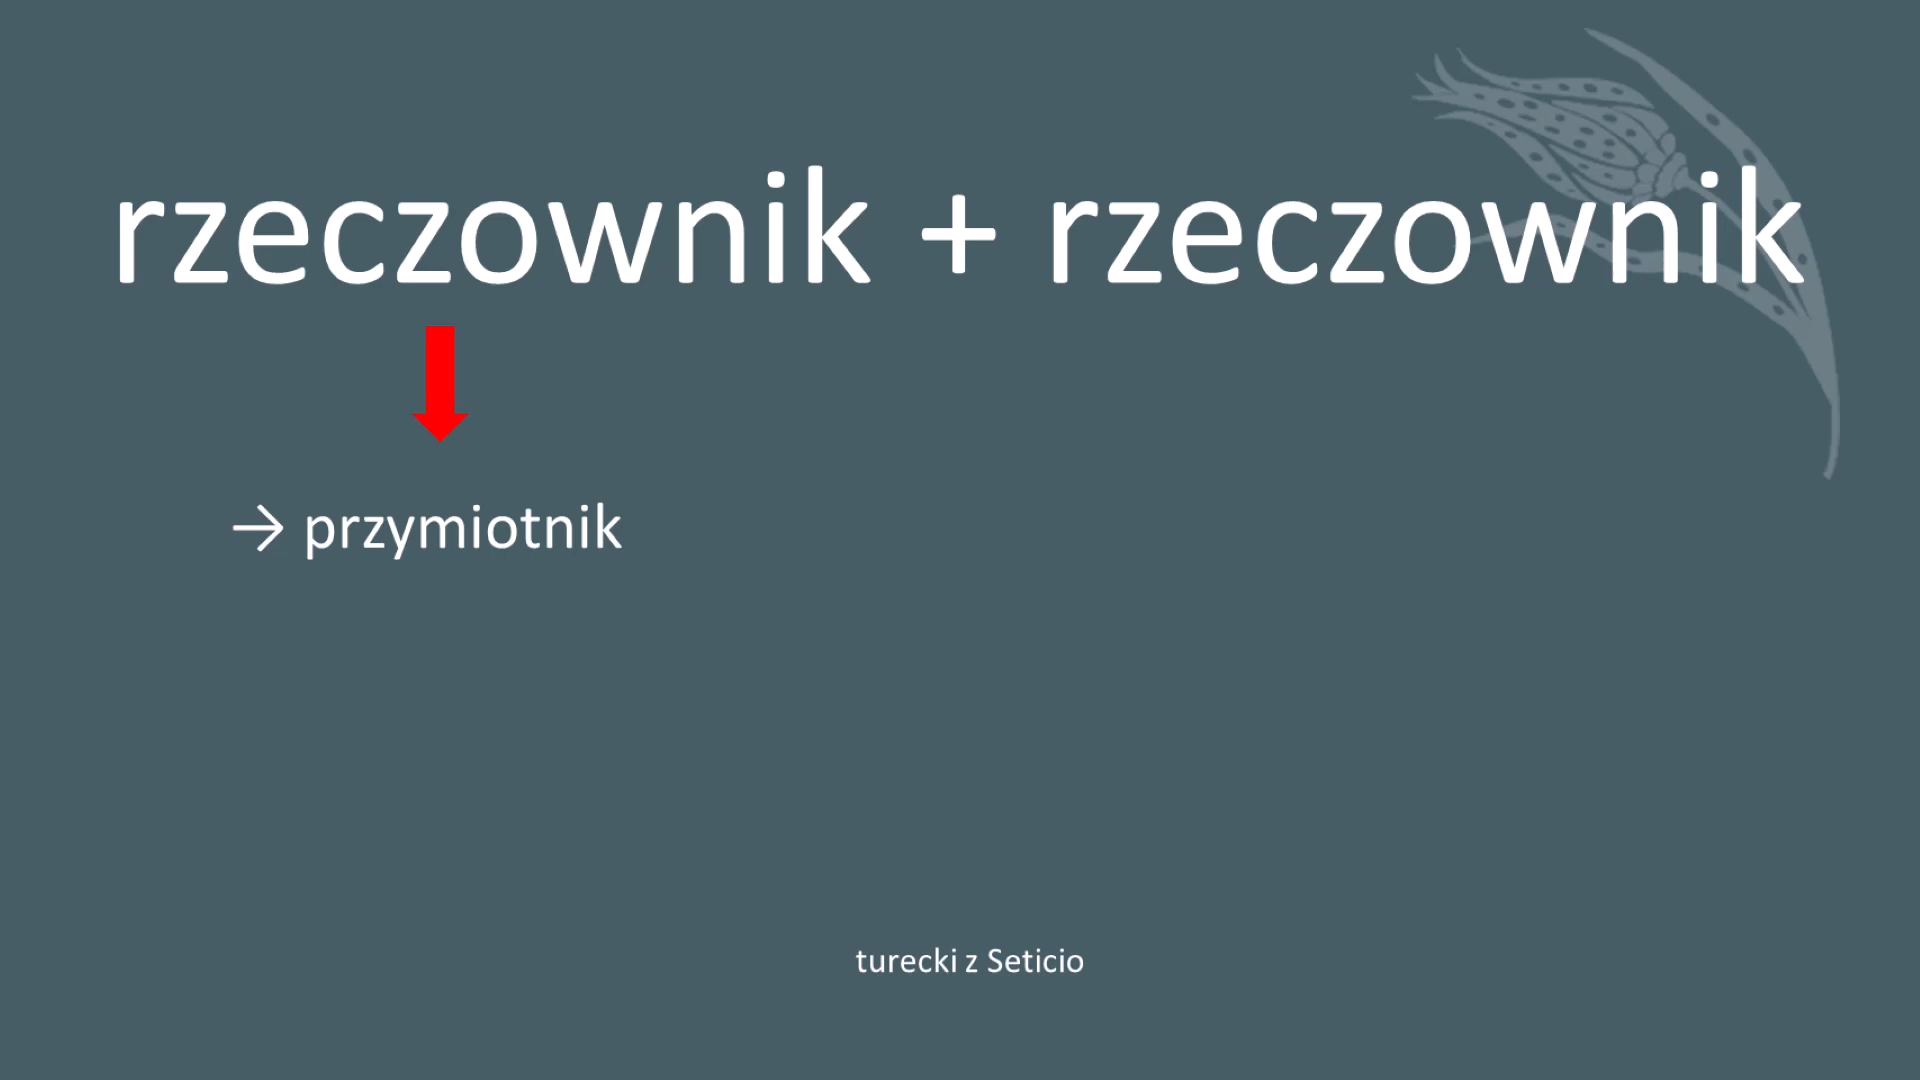 rzeczownik + rzeczownik
→ przymiotnik
turecki z Seticio